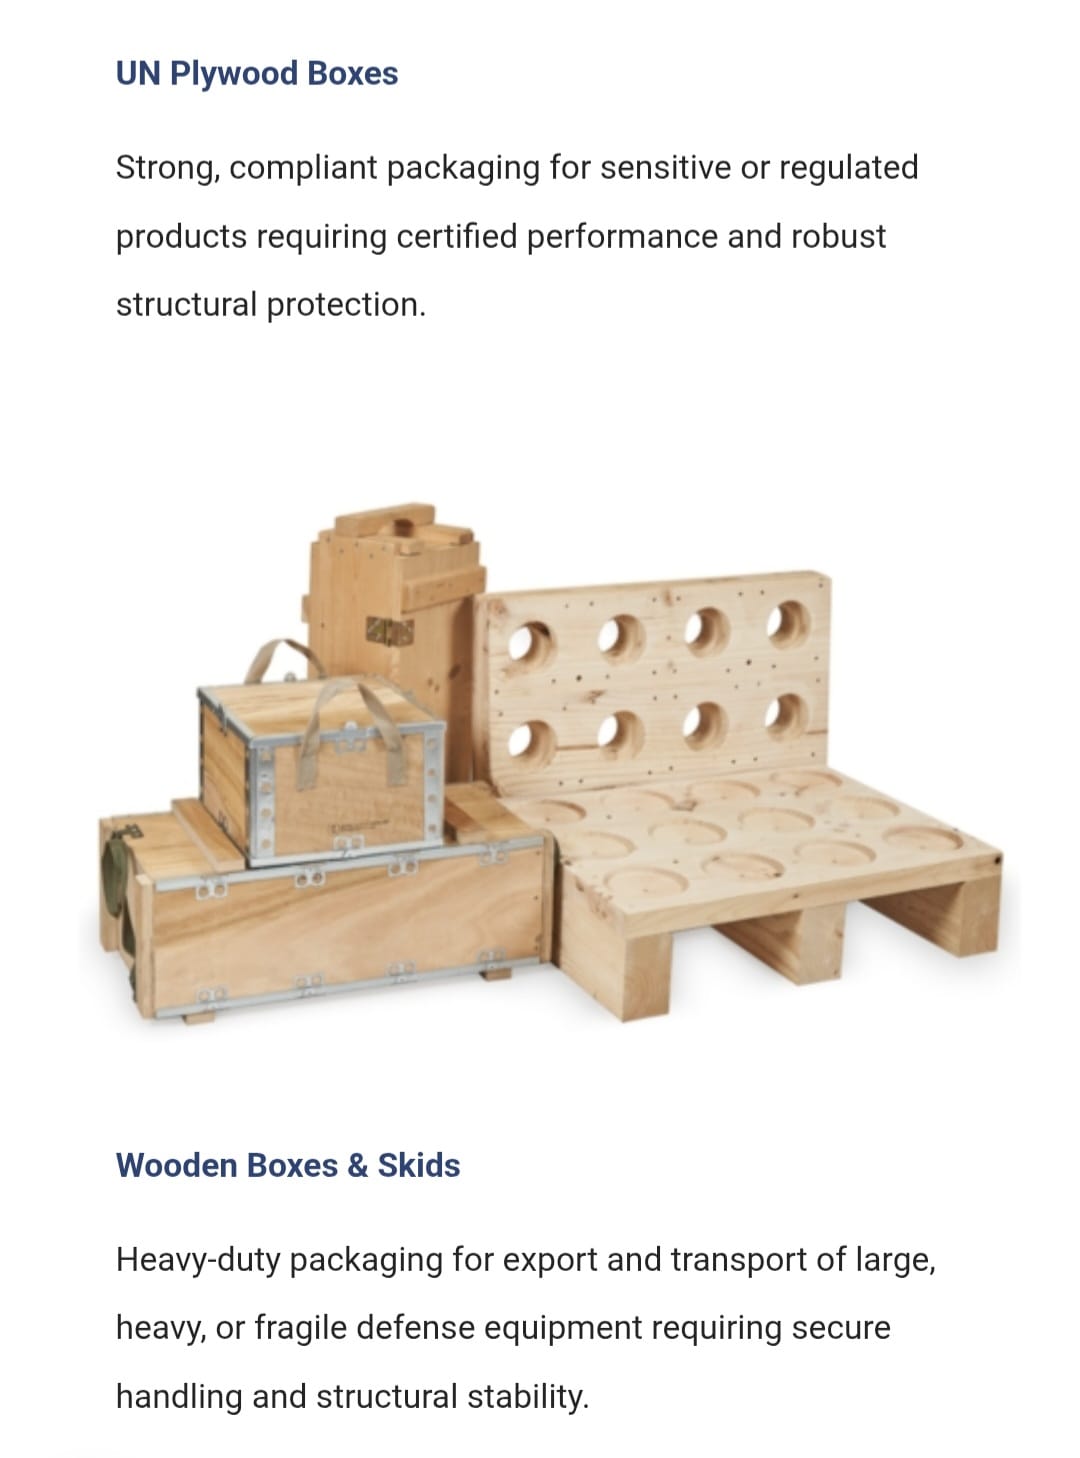 UN Plywood Boxes
Strong, compliant packaging for sensitive or regulated
products requiring certified performance and robust
structural protection.
Wooden Boxes & Skids
Heavy-duty packaging for export and transport of large,
heavy, or fragile defense equipment requiring secure
handling and structural stability.